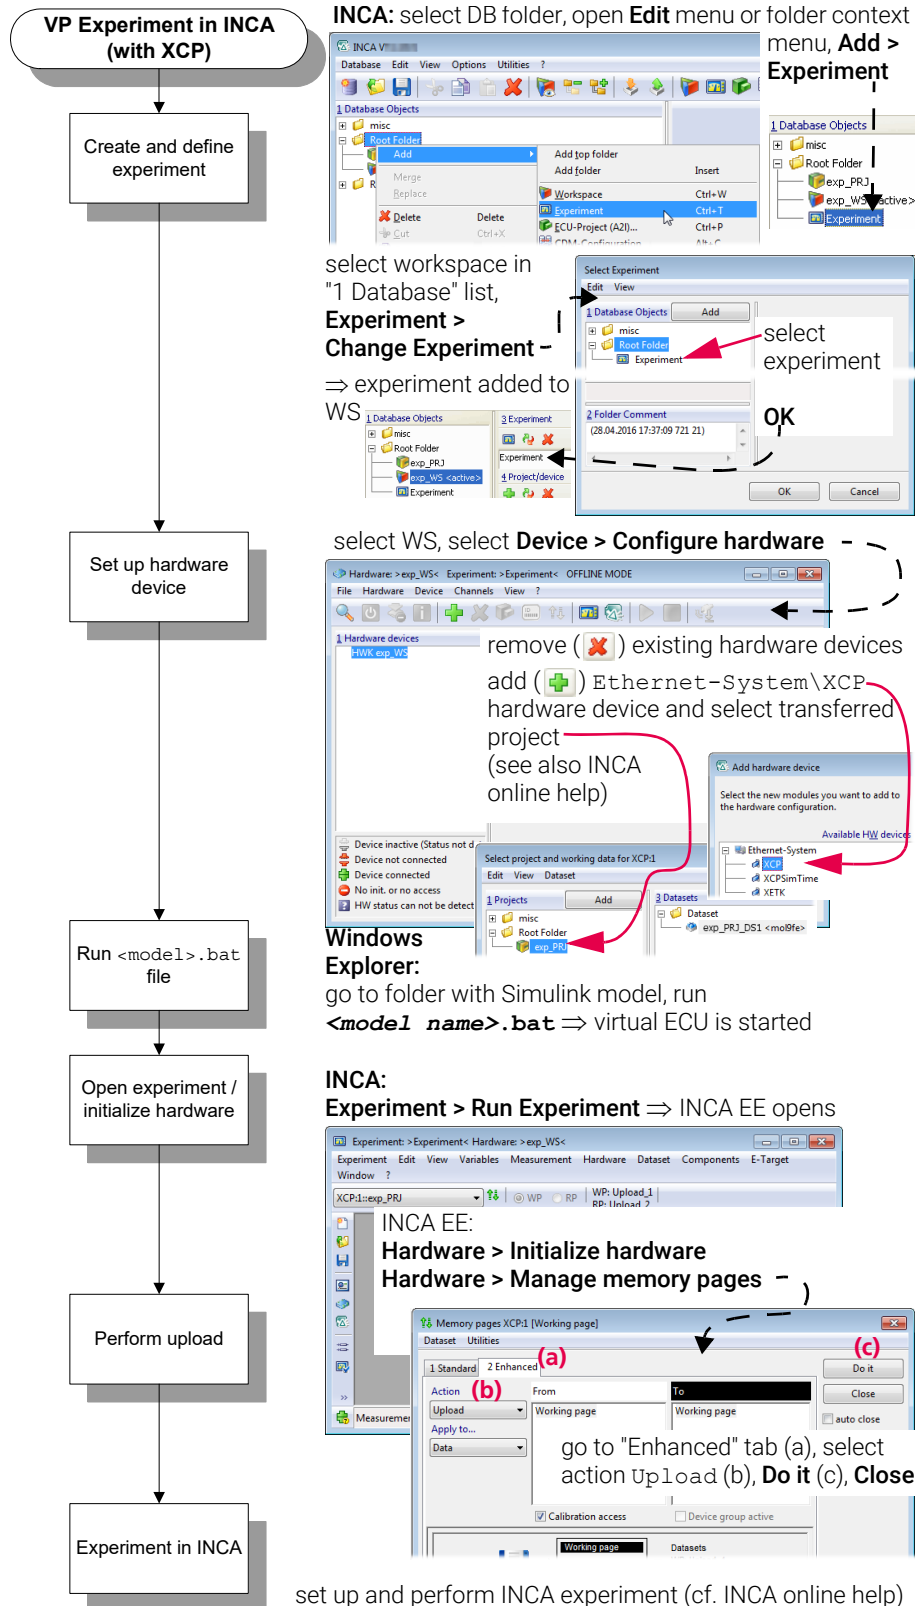 VP Experiment in INCA
(with XCP)
INCA: select DB folder, open Edit menu or folder context
menu, Add >
Experiment
INCA
Database Edit View Options Utilities ?
1 Database Objects
misc
Root Folder
Add
Merge
Replace
Delete Delete
Cut Ctrl+X
Add top folder
Add folder Insert
Workspace Ctrl+W
Experiment Ctrl+T
ECU-Project (A2l)... Ctrl+P
1 Database Objects
misc
Root Folder
exp_PRJ
exp_WS <active>
Experiment
Create and define
experiment
select workspace in
"1 Database" list,
Experiment >
Change Experiment
⇒ experiment added to
WS
1 Database Objects
misc
Root Folder
exp_PRJ
exp_WS <active>
Experiment
3 Experiment
Experiment
4 Project/device
Select Experiment
Edit View
1 Database Objects Add
misc
Root Folder
Experiment
select
experiment
2 Folder Comment
(28.04.2016 17:37:09 721 21)
OK
OK Cancel
Set up hardware
device
select WS, select Device > Configure hardware
Hardware: >exp_WS< Experiment: >Experiment< OFFLINE MODE
File Hardware Device Channels View ?
1 Hardware devices
HWK exp_WS
remove ( ) existing hardware devices
add ( ) Ethernet-System\XCP
hardware device and select transferred
project
(see also INCA
online help)
Add hardware device
Select the new modules you want to add to
the hardware configuration.
Available HW devices
Ethernet-System
XCP
XCPSimTime
XETK
Device inactive (Status not d
Device not connected
Device connected
No init. or no access
HW status can not be detect
Select project and working data for XCP:1
Edit View Dataset
1 Projects Add
misc
Root Folder
exp_PRJ
3 Datasets
Dataset
exp_PRJ_DS1 <mol9fe>
Run <model>.bat
file
Windows
Explorer:
go to folder with Simulink model, run
<model name>.bat ⇒ virtual ECU is started
Open experiment /
initialize hardware
INCA:
Experiment > Run Experiment ⇒ INCA EE opens
Experiment: >Experiment< Hardware: >exp_WS<
Experiment Edit View Variables Measurement Hardware Dataset Components E-Target
Window ?
XCP:1::exp_PRJ WP RP WP: Upload_1
RP: Upload_2
INCA EE:
Hardware > Initialize hardware
Hardware > Manage memory pages
Measuremen
Perform upload
Memory pages XCP:1 [Working page]
Dataset Utilities
1 Standard 2 Enhanced (a) (c)
Do it
Action (b) From To
Close
Upload Working page Working page
auto close
Apply to...
Data
go to "Enhanced" tab (a), select
action Upload (b), Do it (c), Close
Calibration access Device group active
Working page Datasets
Experiment in INCA
set up and perform INCA experiment (cf. INCA online help)